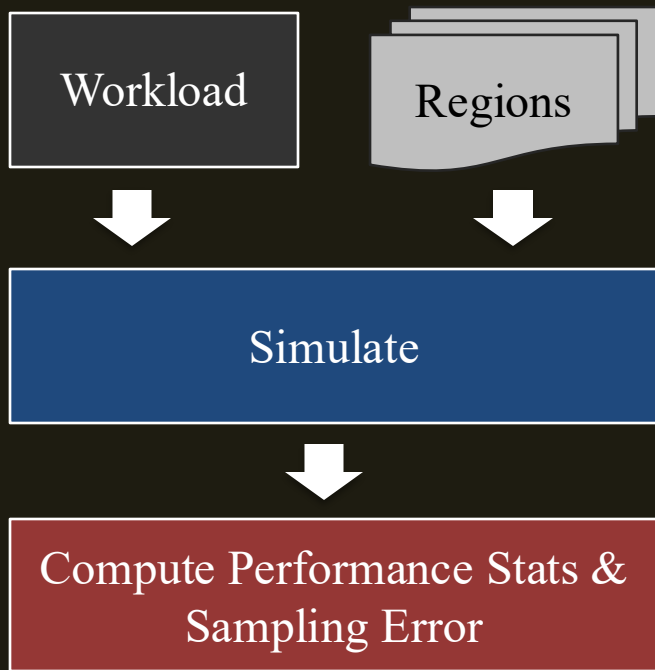 Workload
Regions
Simulate
Compute Performance Stats &
Sampling Error